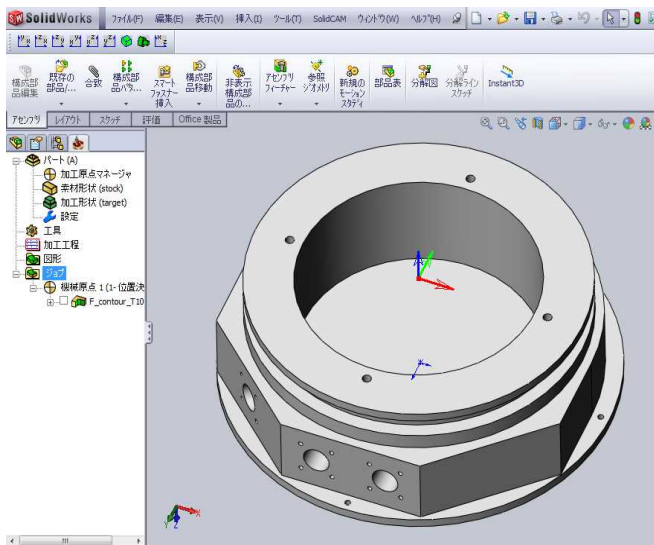 SolidWorks ファイル(F) 編集(E) 表示(V) 挿入(I) ツール(T) SolidCAM ウィンドウ(W) ヘルプ(H)
構成部品編集
既存の部品/...
合致
構成部品パタ...
スマートファスナー挿入
構成部品移動
非表示構成部品の...
アセンブリフィーチャー
参照ジオメトリ
新規のモーションスタディ
部品表
分解図
分解ラインスケッチ
Instant3D
アセンブリ レイアウト スケッチ 評価 Office 製品
パート (A)
加工原点マネージャ
素材形状 (stock)
加工形状 (target)
設定
工具
加工工程
図形
ジョブ
機械原点 1 (1- 位置決
F_contour_T10
X
Y
Z